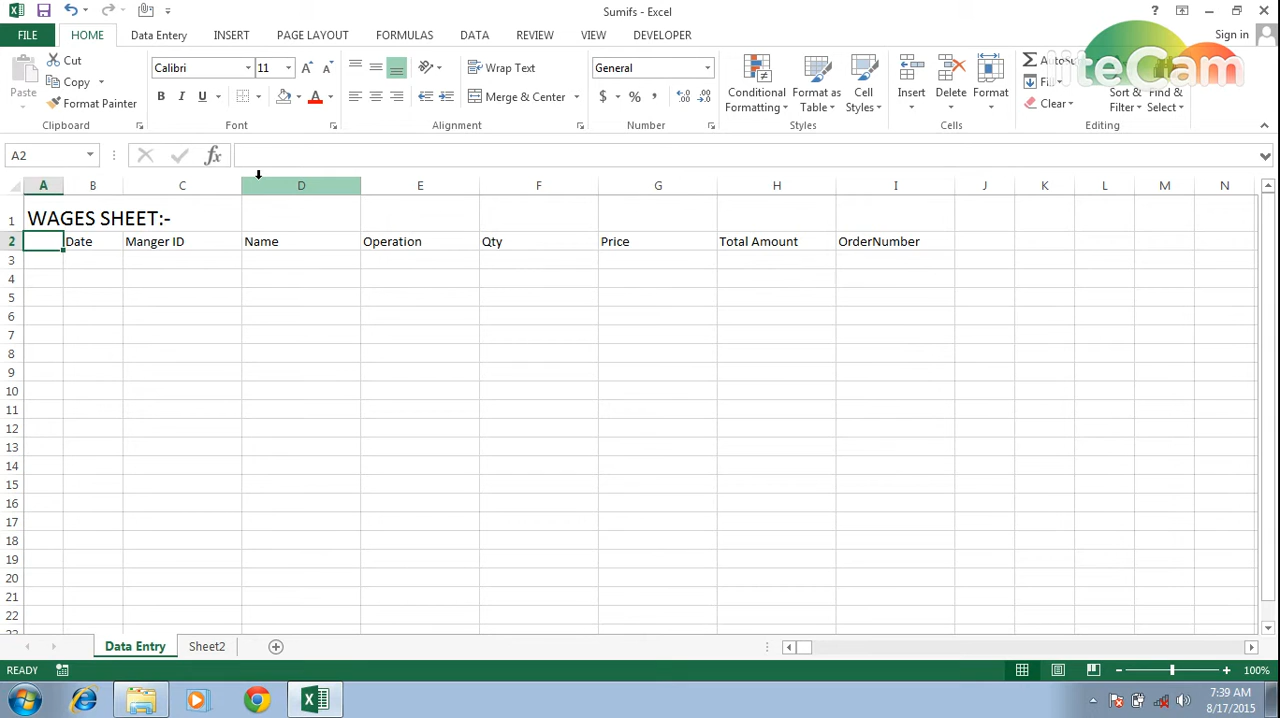 Sumifs - Excel
FILE HOME Data Entery INSERT PAGE LAYOUT FORMULAS DATA REVIEW VIEW DEVELOPER Sign in
Paste Cut Copy Format Painter Clipboard
Calibri 11 B I U Font
Wrap Text Merge & Center Alignment
General $ % , Number
Conditional Formatting Format as Table Cell Styles Styles
Insert Delete Format Cells
Clear Sort & Filter Find & Select Editing
liteCam
A2 fx
A B C D E F G H I J K L M N
1 WAGES SHEET:-
2 Date Manger ID Name Operation Qty Price Total Amount OrderNumber
3
4
5
6
7
8
9
10
11
12
13
14
15
16
17
18
19
20
21
22
Data Entry Sheet2
READY 100%
7:39 AM
8/17/2015